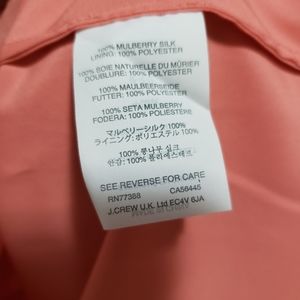 100% MULBERRY SILK
LINING: 100% POLYESTER
100% SOIE NATURELLE DU MÛRIER
DOUBLURE: 100% POLYESTER
100% MAULBEERSEIDE
FUTTER: 100% POLYESTER
100% SETA MULBERRY
FODERA: 100% POLIESTERE
マルベリーシルク 100%
ライニング: ポリエステル 100%
100% 뽕나무 실크
안감: 100% 폴리에스테르
SEE REVERSE FOR CARE
RN77388 CA58445
J.CREW U.K. Ltd EC4V 6JA